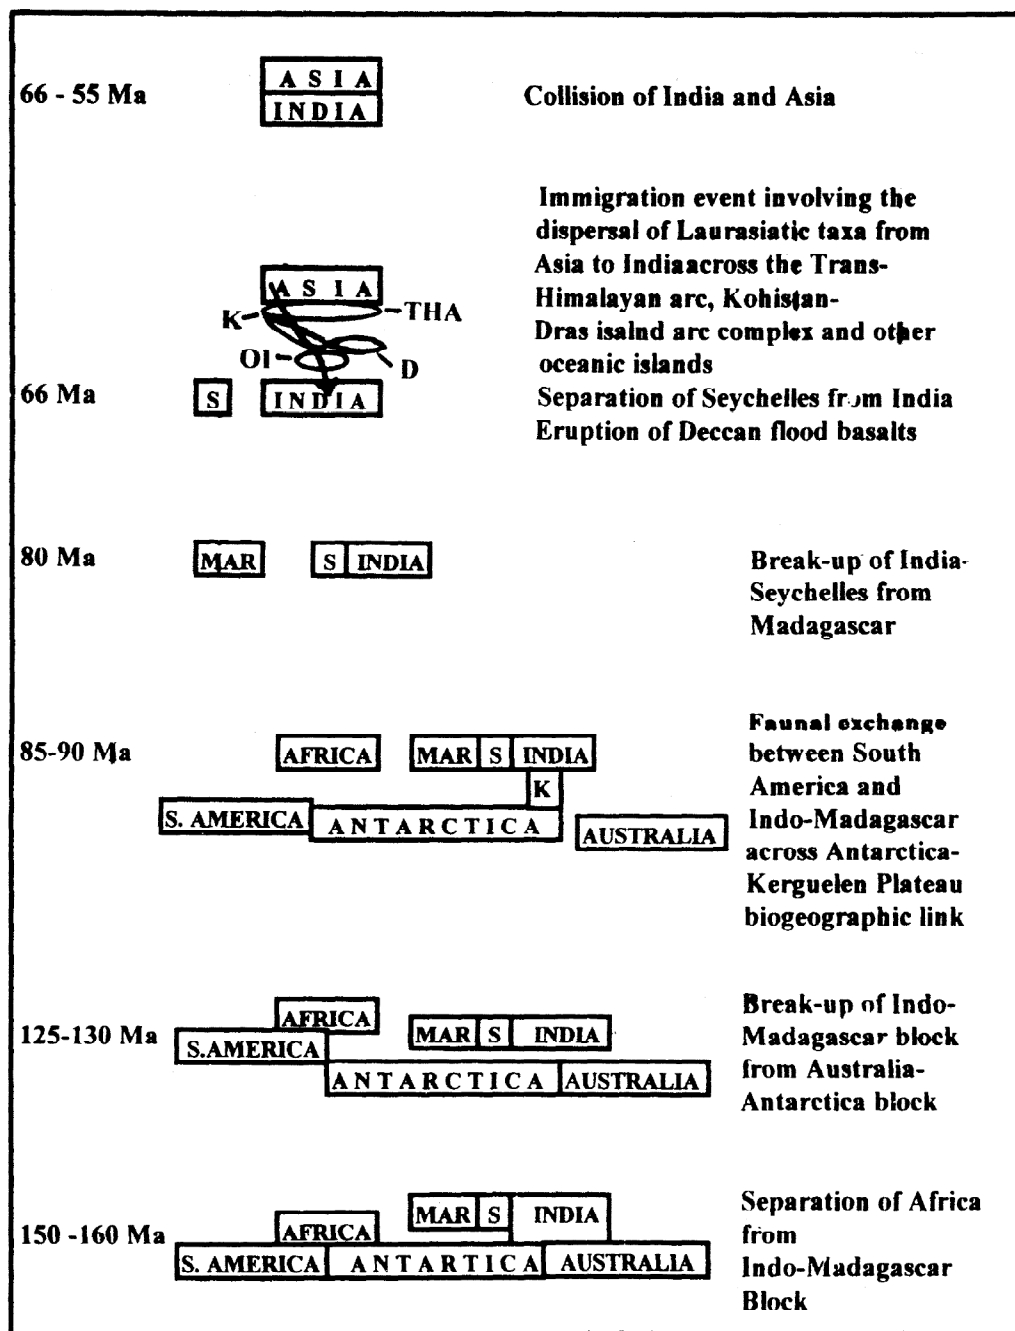 66 - 55 Ma
A S I A
INDIA
Collision of India and Asia
Immigration event involving the
dispersal of Laurasiatic taxa from
Asia to Indiaacross the Trans-
Himalayan arc, Kohistan-
Dras isalnd arc complex and other
oceanic islands
A S I A
K
THA
OI
D
66 Ma
S
INDIA
Separation of Seychelles from India
Eruption of Deccan flood basalts
80 Ma
MAR
S
INDIA
Break-up of India-
Seychelles from
Madagascar
85-90 Ma
AFRICA
MAR
S
INDIA
K
S. AMERICA
ANTARCTICA
AUSTRALIA
Faunal exchange
between South
America and
Indo-Madagascar
across Antarctica-
Kerguelen Plateau
biogeographic link
125-130 Ma
AFRICA
S.AMERICA
MAR
S
INDIA
ANTARCTICA
AUSTRALIA
Break-up of Indo-
Madagascar block
from Australia-
Antarctica block
150 -160 Ma
MAR
S
INDIA
AFRICA
S. AMERICA
ANTARTICA
AUSTRALIA
Separation of Africa
from
Indo-Madagascar
Block